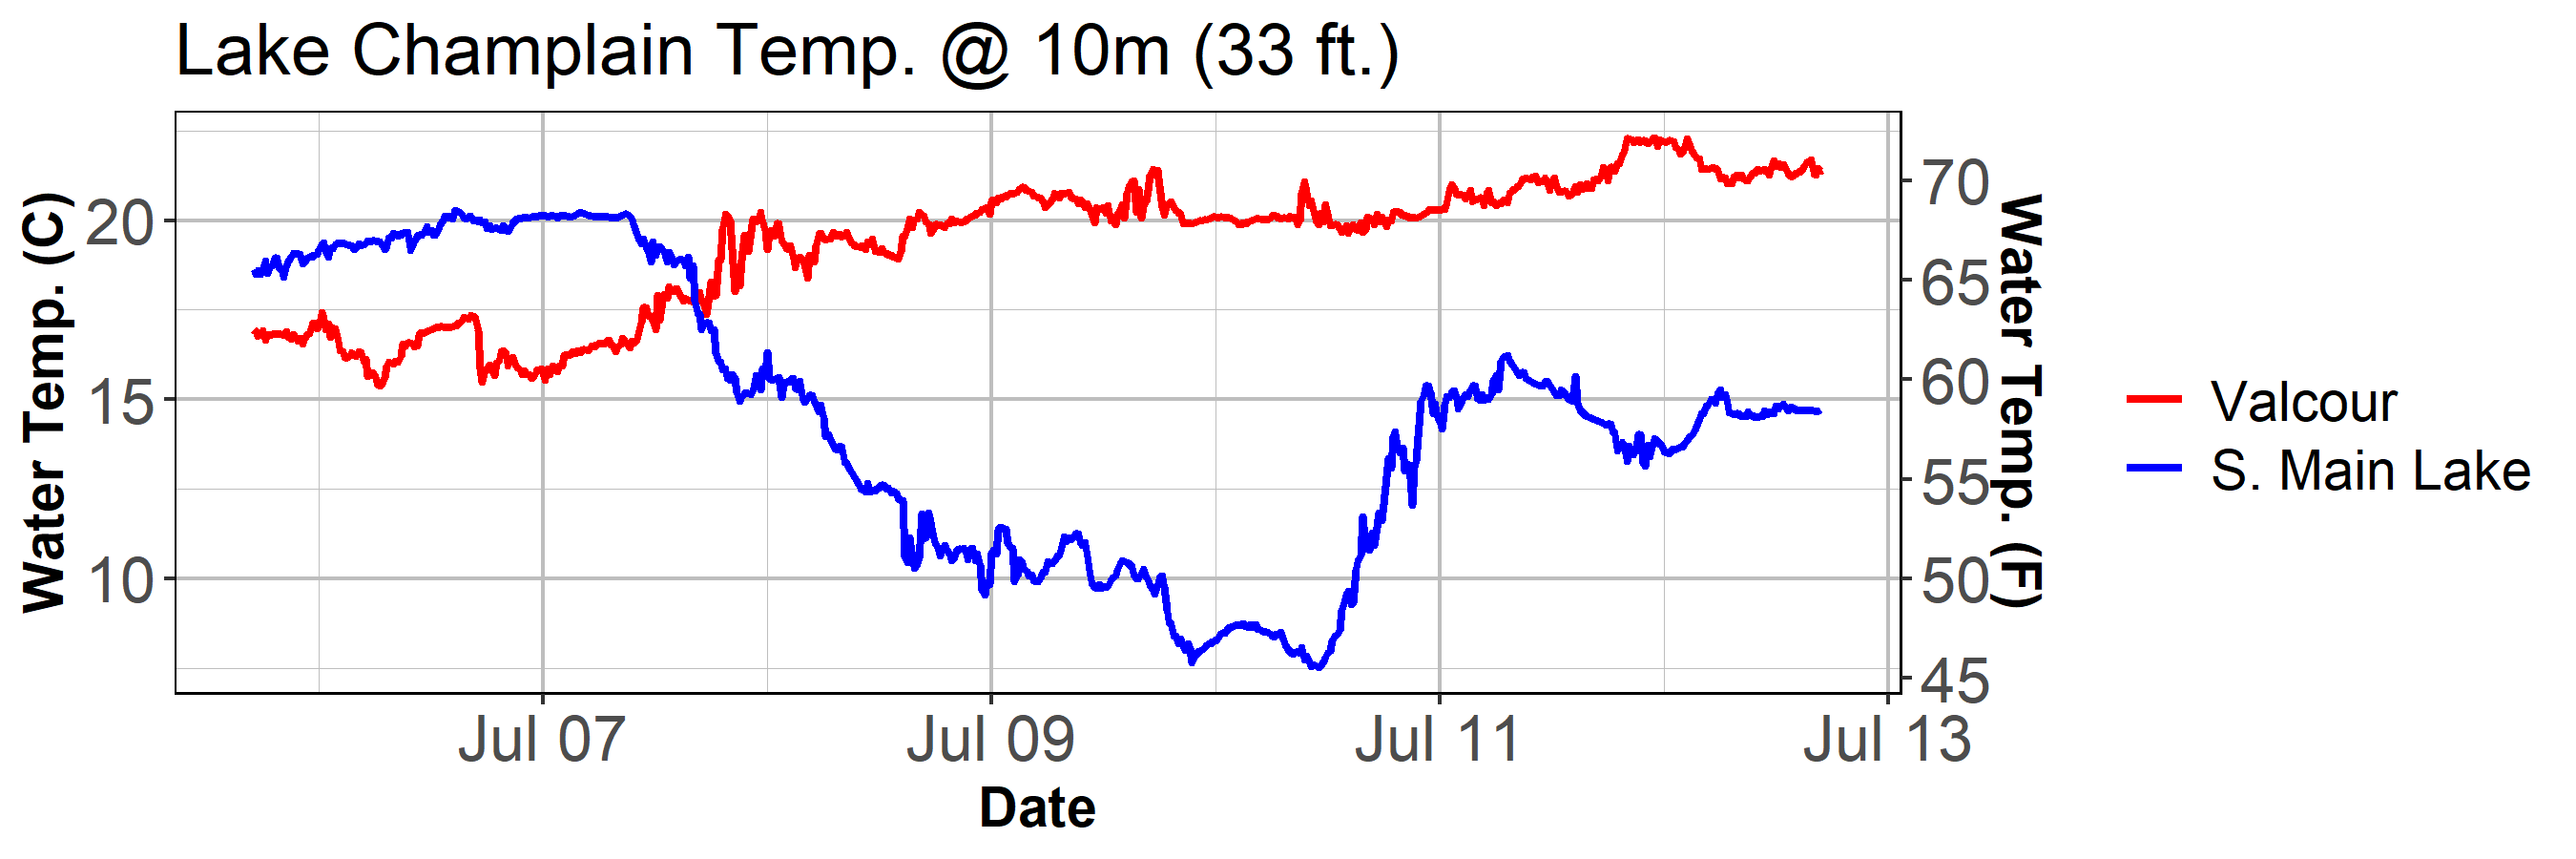 Lake Champlain Temp. @ 10m (33 ft.)
Water Temp. (C)
20
15
10
70
65
60
55
50
45
Water Temp. (F)
Jul 07
Jul 09
Jul 11
Jul 13
Date
Valcour
S. Main Lake